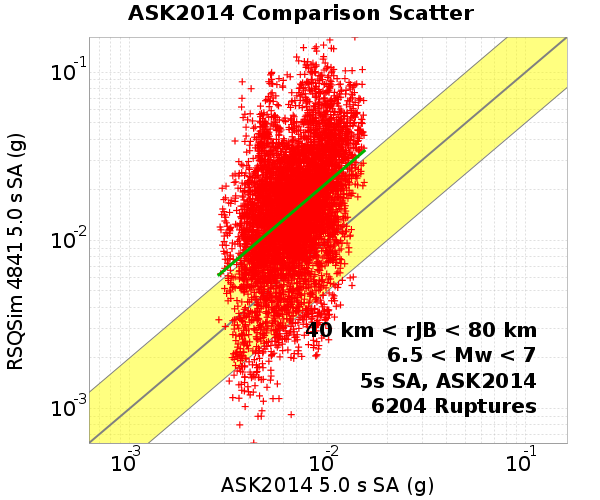 ASK2014 Comparison Scatter
RSQSim 4841 5.0 s SA (g)
10-1
10-2
10-3
40 km < rJB < 80 km
6.5 < Mw < 7
5s SA, ASK2014
6204 Ruptures
10-3 10-2 10-1
ASK2014 5.0 s SA (g)